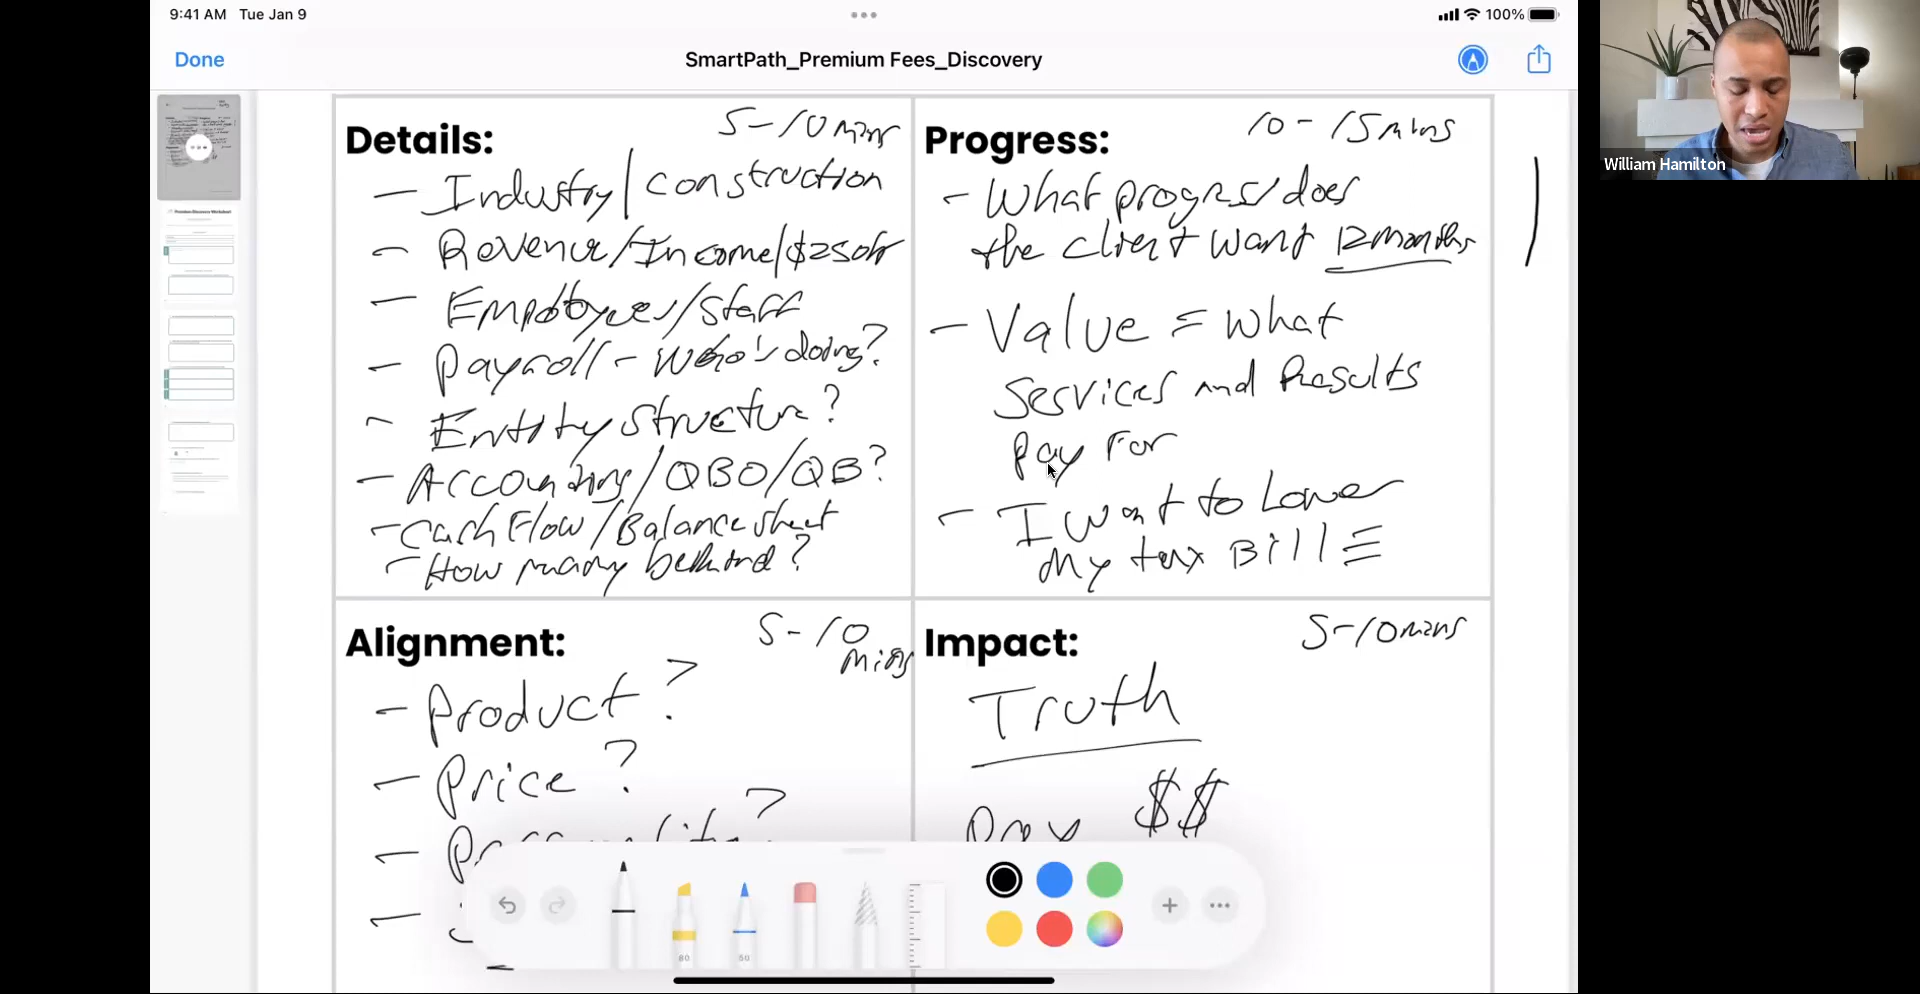 9:41 AM Tue Jan 9
100%
Done
SmartPath_Premium Fees_Discovery
William Hamilton
Details: 5-10 mins
- Industry/construction
- Revenue/Income/$250k
- Employees/Staff
- Payroll - Who's doing?
- Entity structure?
- Accounting/QBO/QB?
- Cash Flow/Balance sheet
- How many behind?
Progress: 10-15 mins
- What progress does
the client want 12 months
- Value = what
Services and Results
pay for
- I want to Lower
my tax Bill
Alignment: 5-10
mins
- Product?
- Price?
- Personality?
Impact: 5-10 mins
Truth
$$
80
50